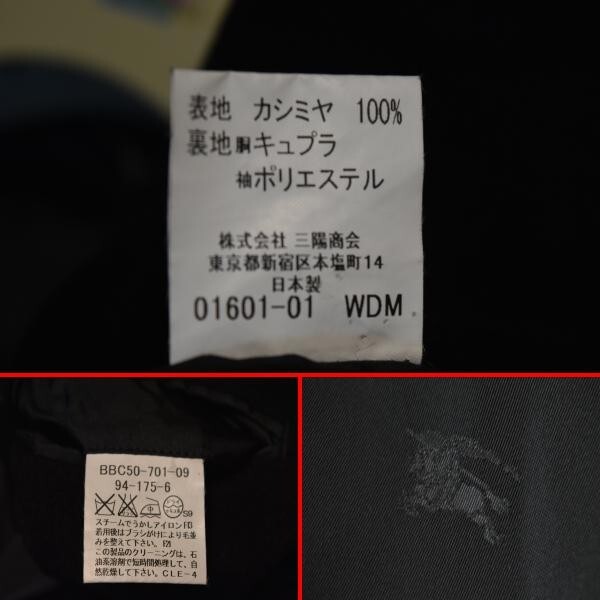 表地 カシミヤ 100%
裏地 胴キュプラ
袖ポリエステル
株式会社 三陽商会
東京都新宿区本塩町14
日本製
01601-01 WDM
BBC50-701-09
94-175-6
S9
スチームでうかしアイロン FD
着用後はブラシがけにより毛並
みを整えて下さい。F29
この製品のクリーニングは、石
油系溶剤で短時間処理して、自
然乾燥して下さい。CLE-4